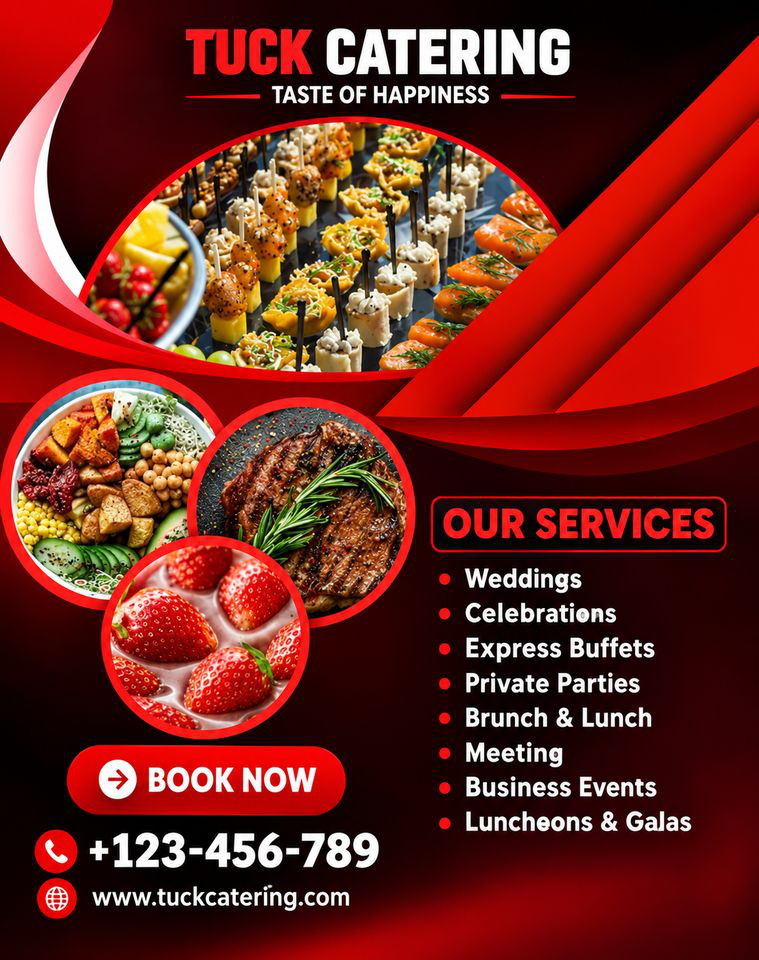 TUCK CATERING
TASTE OF HAPPINESS
OUR SERVICES
Weddings
Celebrations
Express Buffets
Private Parties
Brunch & Lunch
Meeting
Business Events
Luncheons & Galas
BOOK NOW
+123-456-789
www.tuckcatering.com